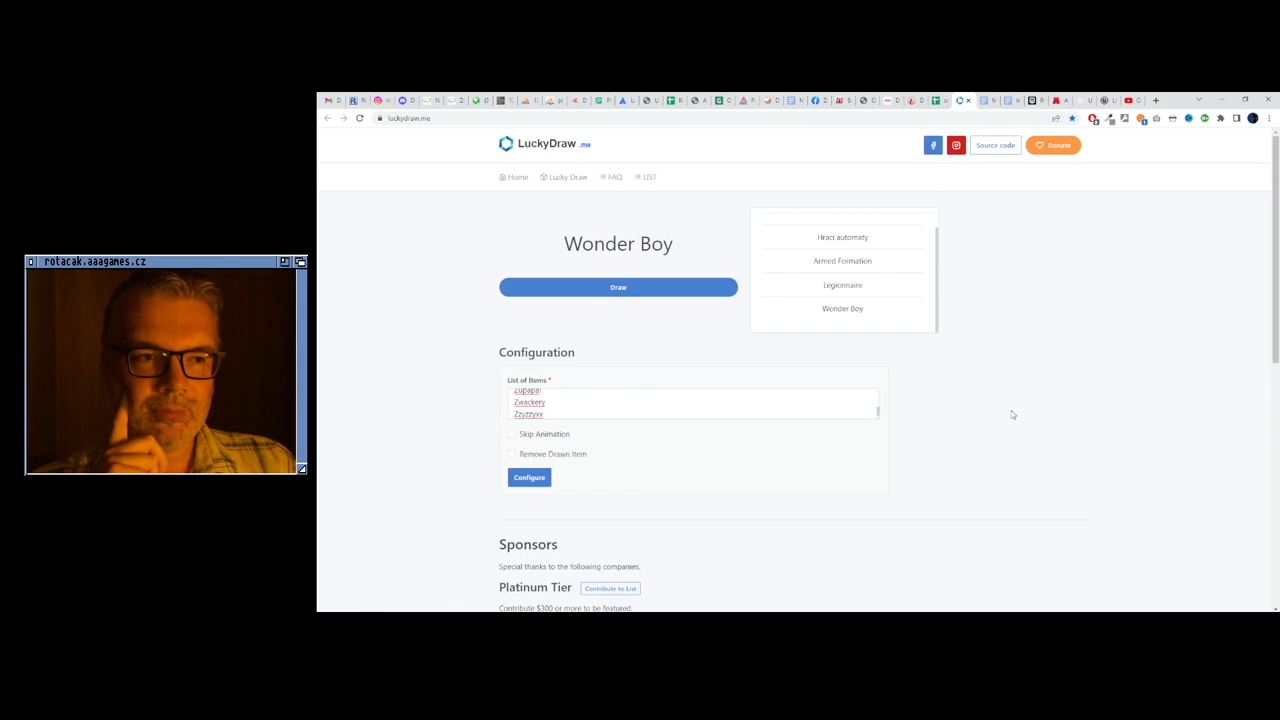 rotacak.aaagames.cz
luckydraw.me
LuckyDraw .me
Source code
Donate
Home
Lucky Draw
FAQ
LIST
Wonder Boy
Draw
Hrací automaty
Armed Formation
Legionnaire
Wonder Boy
Configuration
List of Items *
Zupapa!
Zwackery
Zzyzzyxx
Skip Animation
Remove Drawn Item
Configure
Sponsors
Special thanks to the following companies.
Platinum Tier
Contribute to List
Contribute $300 or more to be featured.